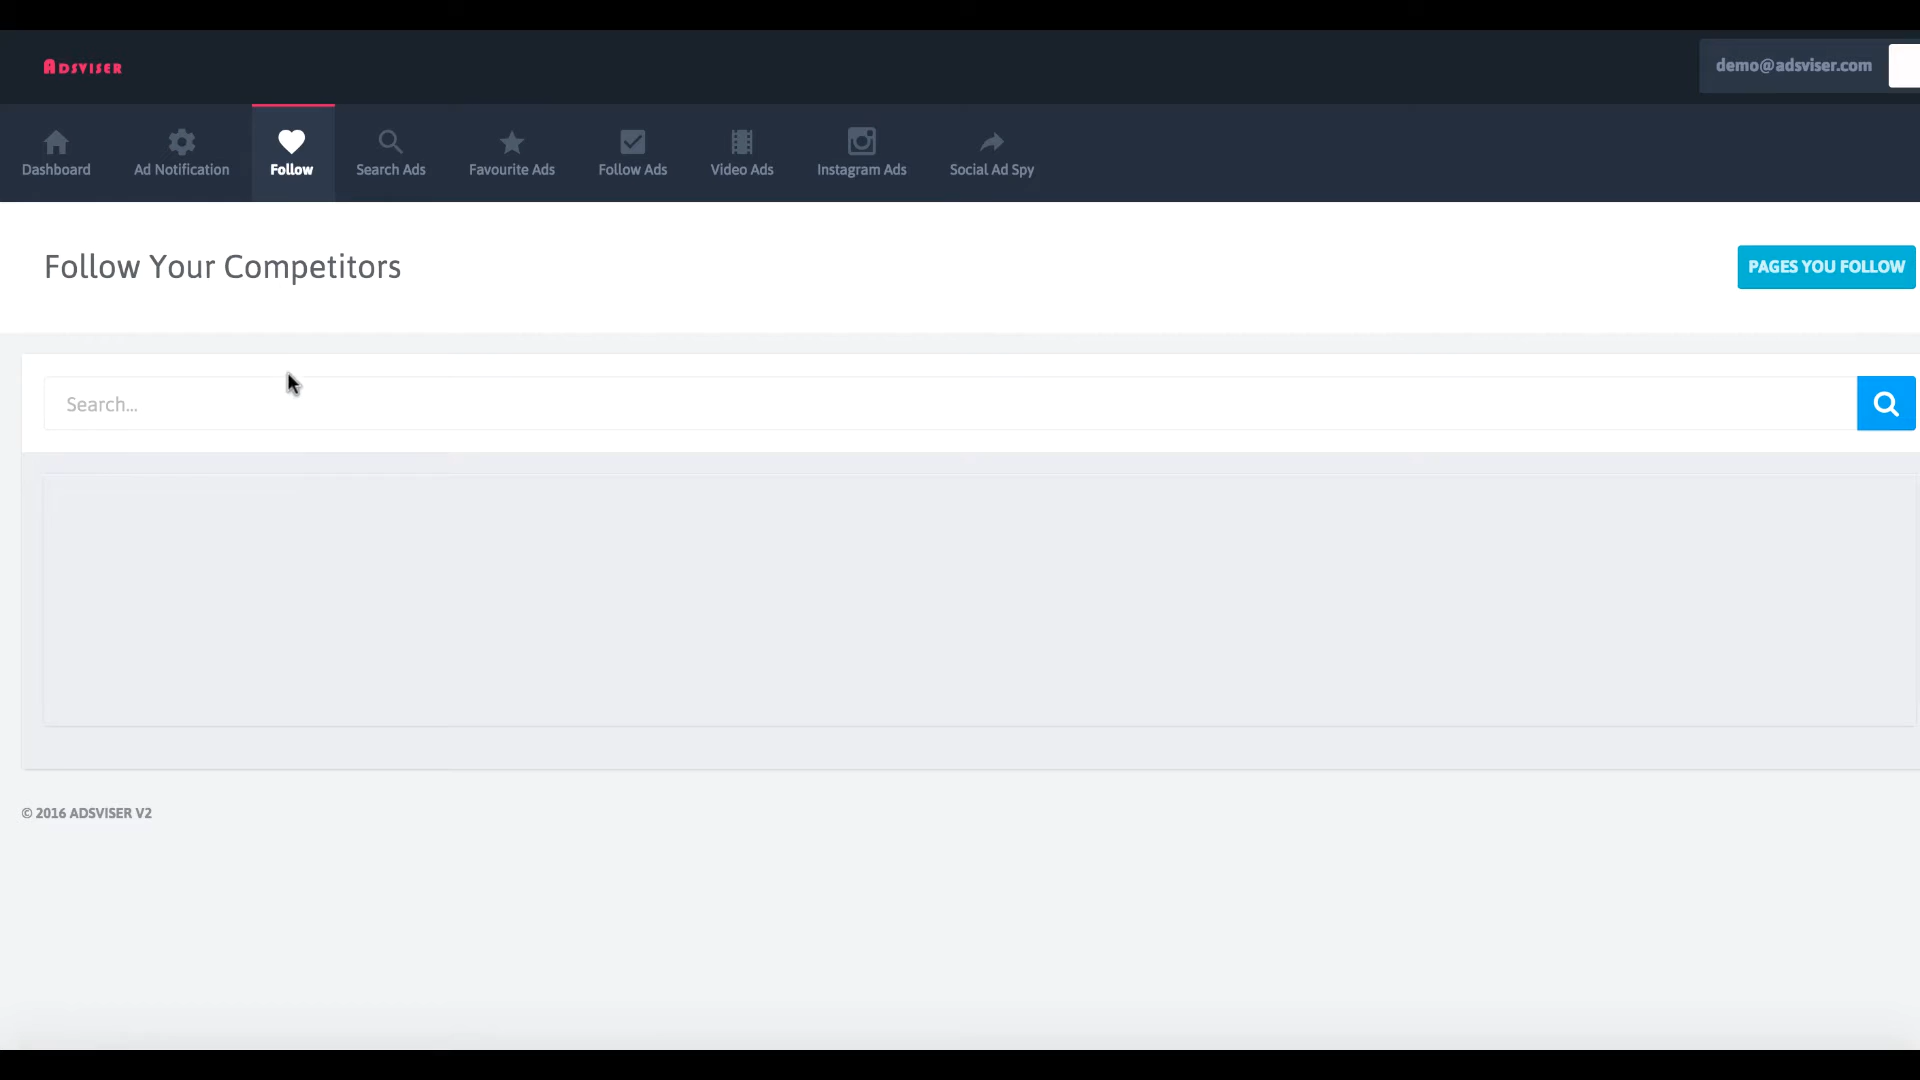 ADSVISER
demo@adsviser.com
Dashboard
Ad Notification
Follow
Search Ads
Favourite Ads
Follow Ads
Video Ads
Instagram Ads
Social Ad Spy
Follow Your Competitors
PAGES YOU FOLLOW
Search...
© 2016 ADSVISER V2